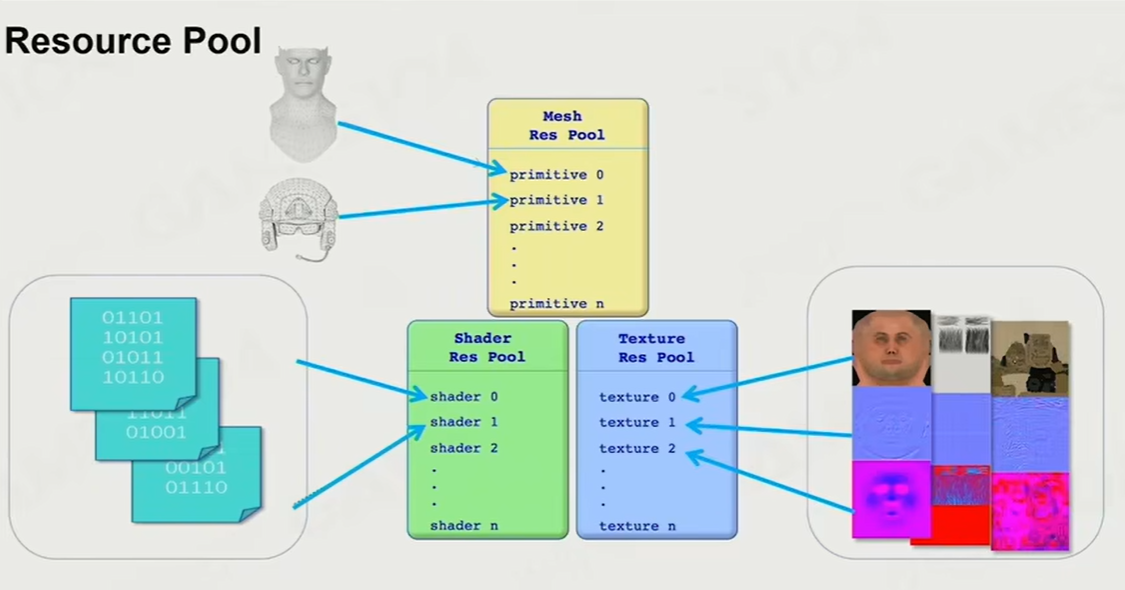 Resource Pool
Mesh
Res Pool
primitive 0
primitive 1
primitive 2
.
.
.
primitive n
01101
10101
01011
10110
11011
01001
00101
01110
Shader
Res Pool
shader 0
shader 1
shader 2
.
.
.
shader n
Texture
Res Pool
texture 0
texture 1
texture 2
.
.
.
texture n